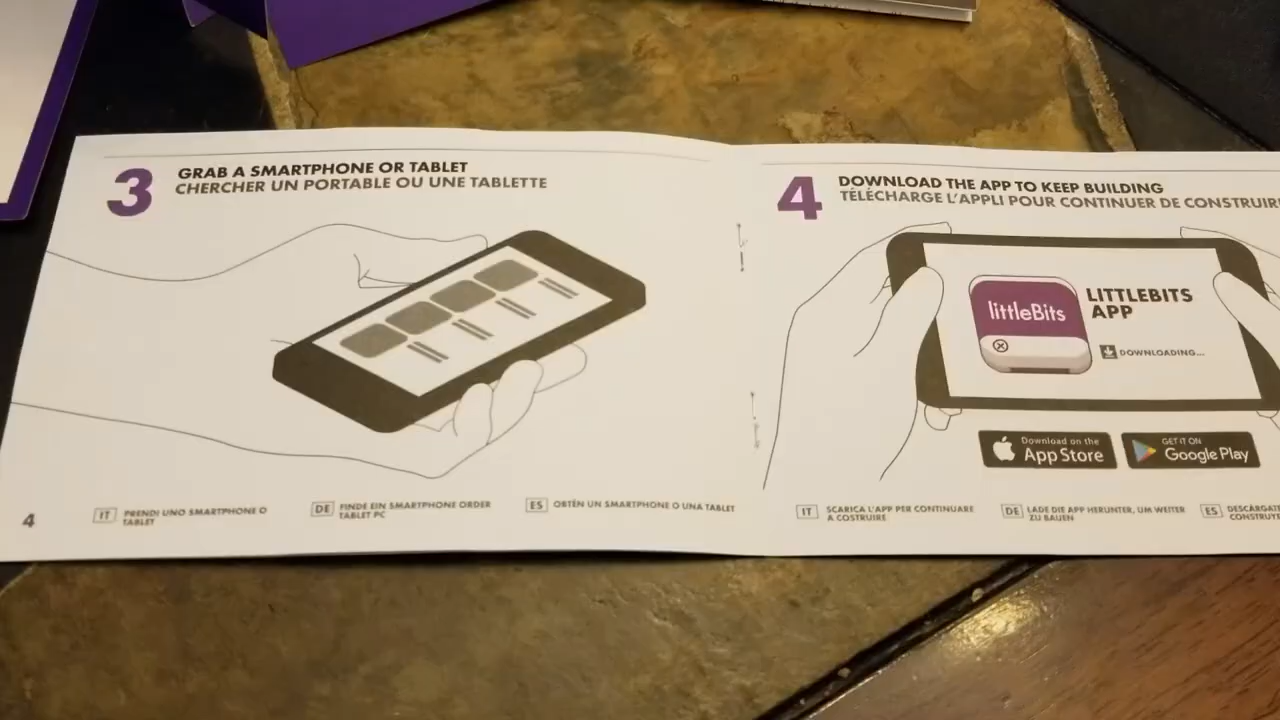 3
GRAB A SMARTPHONE OR TABLET
CHERCHER UN PORTABLE OU UNE TABLETTE
IT PRENDI UNO SMARTPHONE O
TABLET
DE FINDE EIN SMARTPHONE ORDER
TABLET PC
ES OBTÉN UN SMARTPHONE O UNA TABLET
4
4
DOWNLOAD THE APP TO KEEP BUILDING
TÉLÉCHARGE L'APPLI POUR CONTINUER DE CONSTRUIRE
littleBits
LITTLEBITS
APP
DOWNLOADING...
Download on the
App Store
GET IT ON
Google Play
IT SCARICA L'APP PER CONTINUARE
A COSTRUIRE
DE LADE DIE APP HERUNTER, UM WEITER
ZU BAUEN
ES